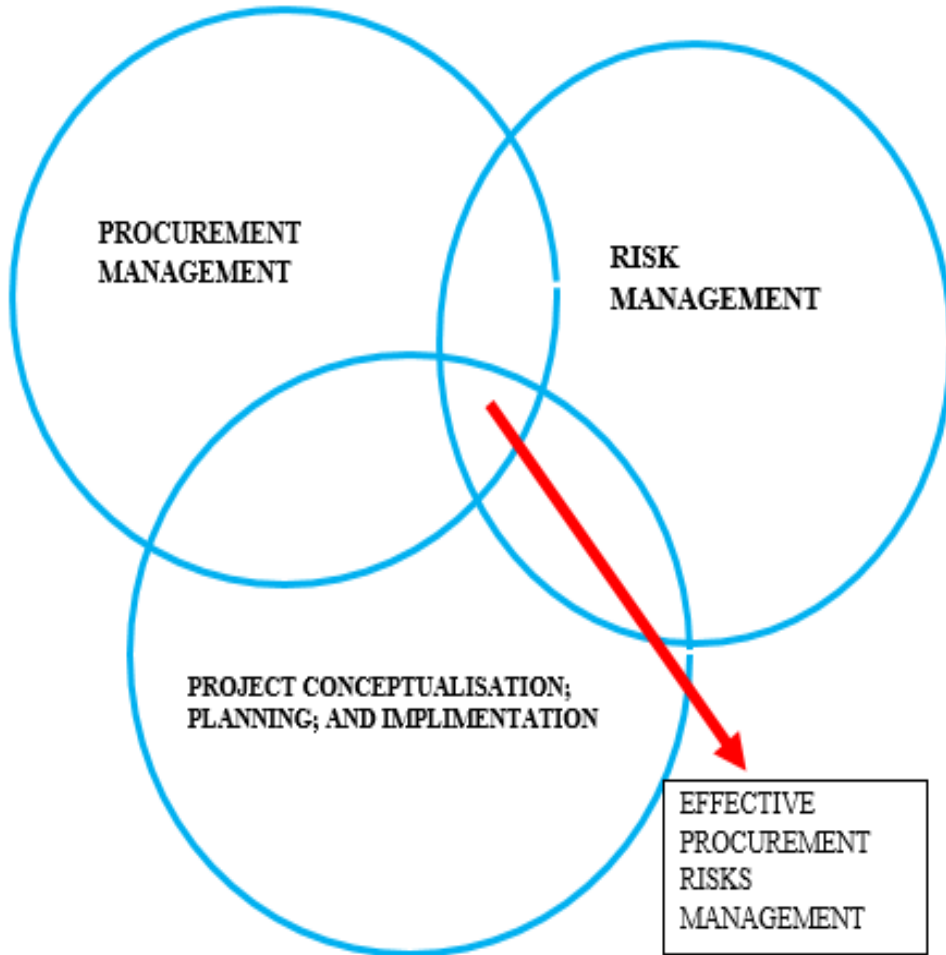 PROCUREMENT
MANAGEMENT
RISK
MANAGEMENT
PROJECT CONCEPTUALISATION;
PLANNING; AND IMPLIMENTATION
EFFECTIVE
PROCUREMENT
RISKS
MANAGEMENT